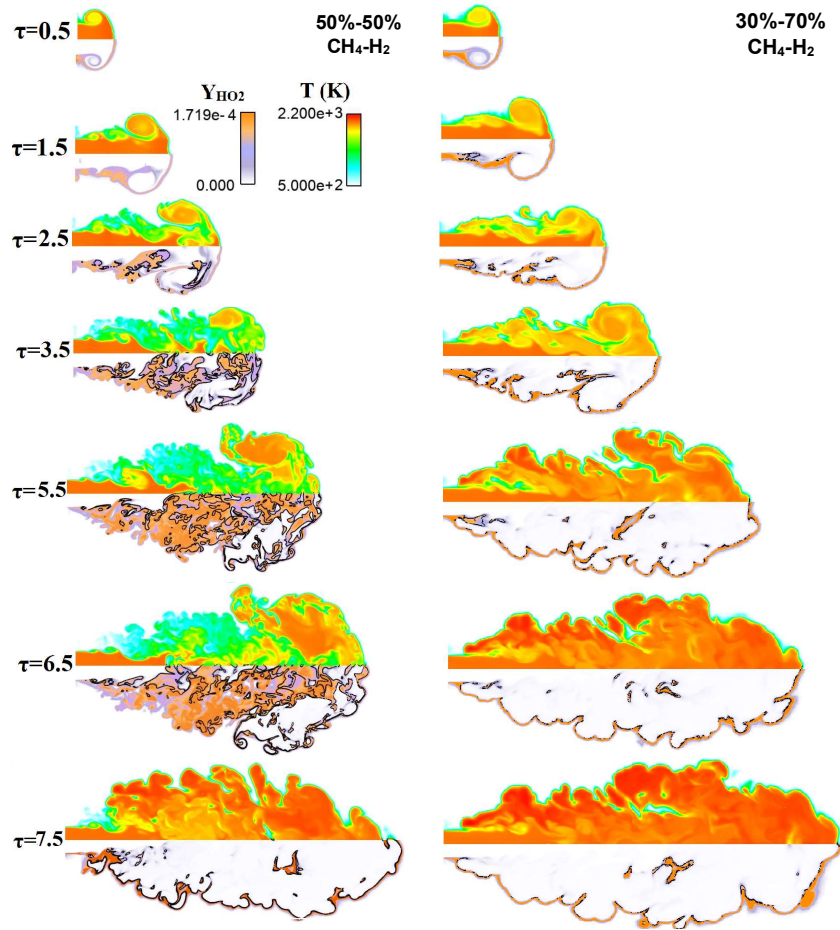 τ=0.5
50%-50%
CH₄-H₂
30%-70%
CH₄-H₂
Y_HO2
T (K)
1.719e-4
2.200e+3
0.000
5.000e+2
τ=1.5
τ=2.5
τ=3.5
τ=5.5
τ=6.5
τ=7.5